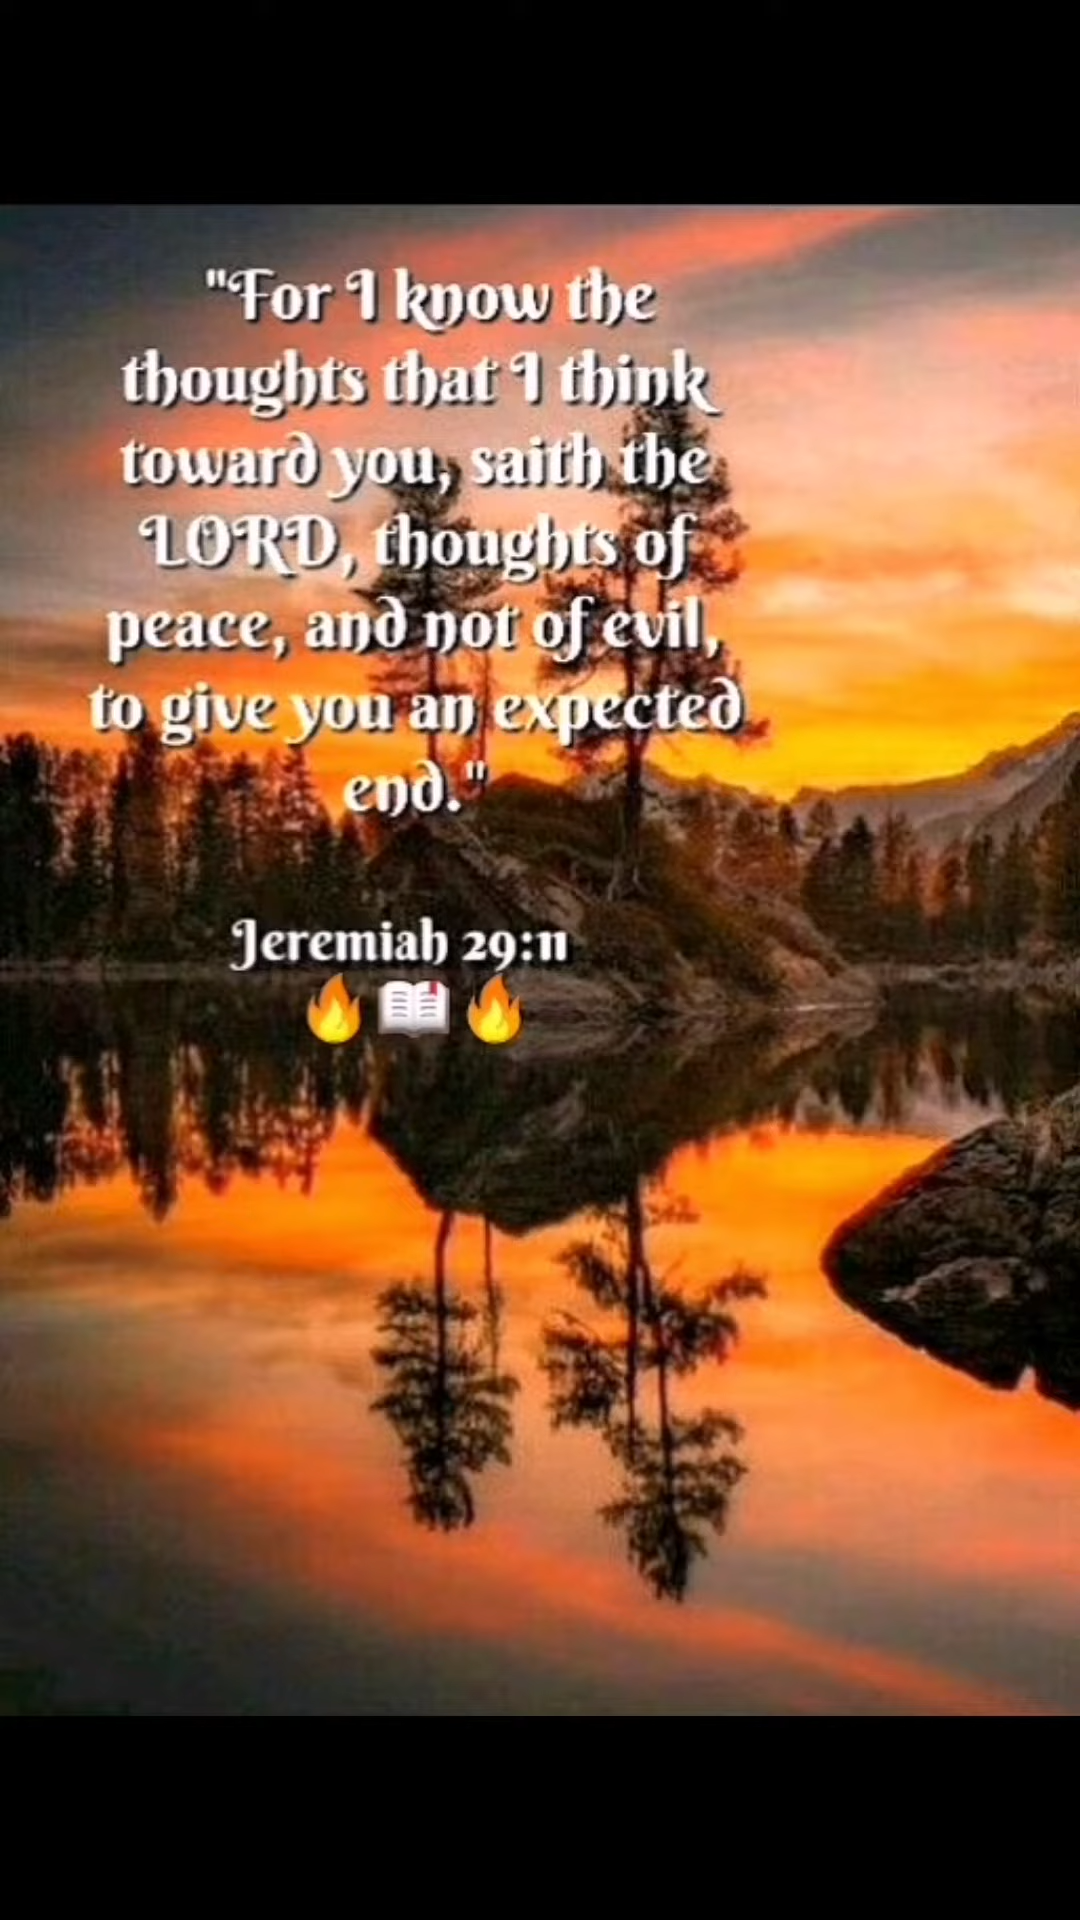 "For I know the
thoughts that I think
toward you, saith the
LORD, thoughts of
peace, and not of evil,
to give you an expected
end."
Jeremiah 29:11
🔥📖🔥